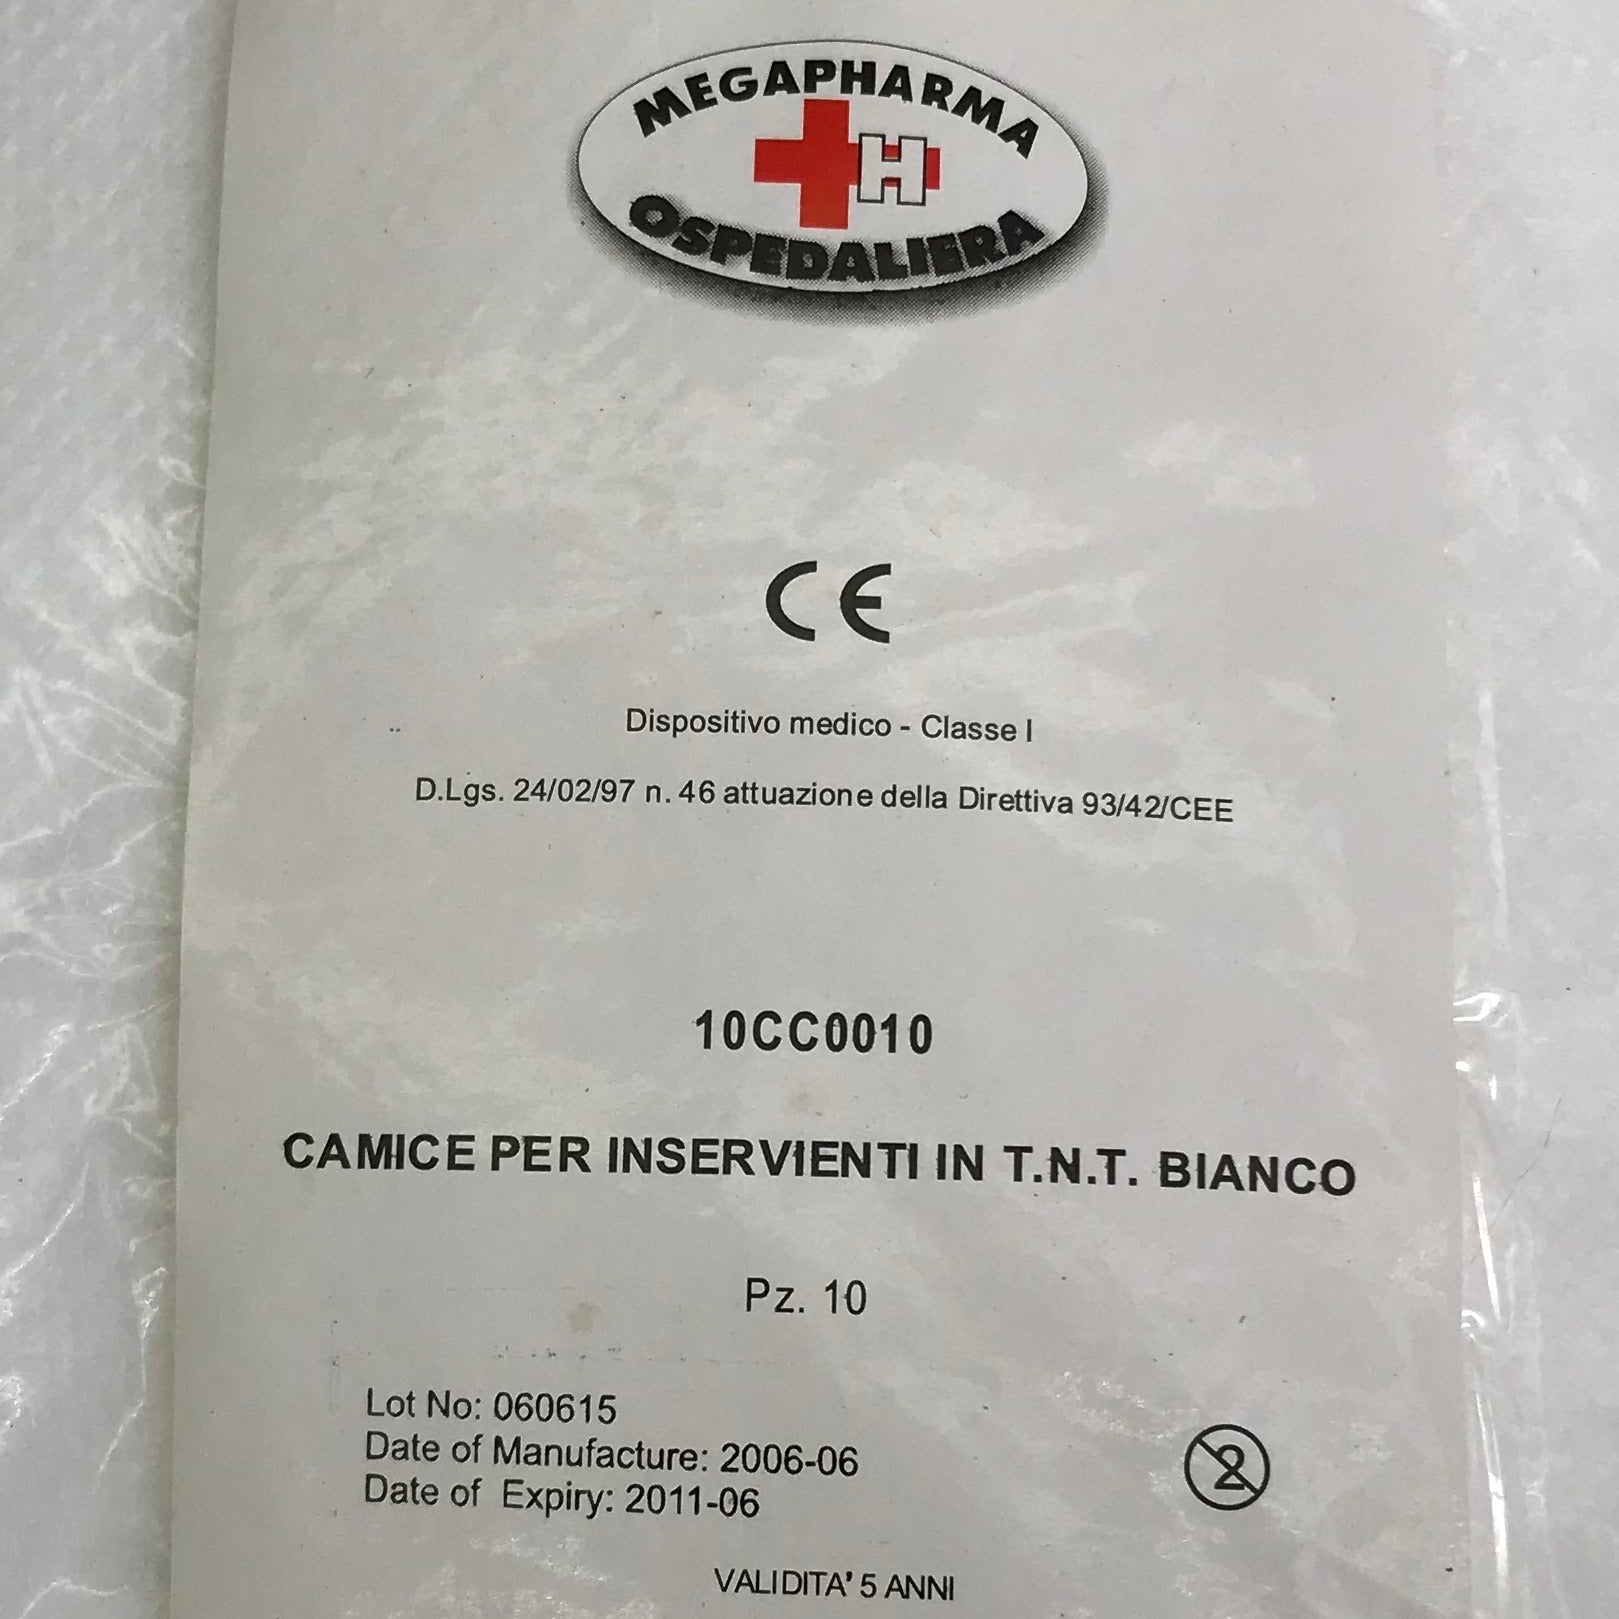 MEGAPHARMA
H
OSPEDALIERA
CE
Dispositivo medico - Classe I
D.Lgs. 24/02/97 n. 46 attuazione della Direttiva 93/42/CEE
10CC0010
CAMICE PER INSERVIENTI IN T.N.T. BIANCO
Pz. 10
Lot No: 060615
Date of Manufacture: 2006-06
2
Date of Expiry: 2011-06
VALIDITA' 5 ANNI